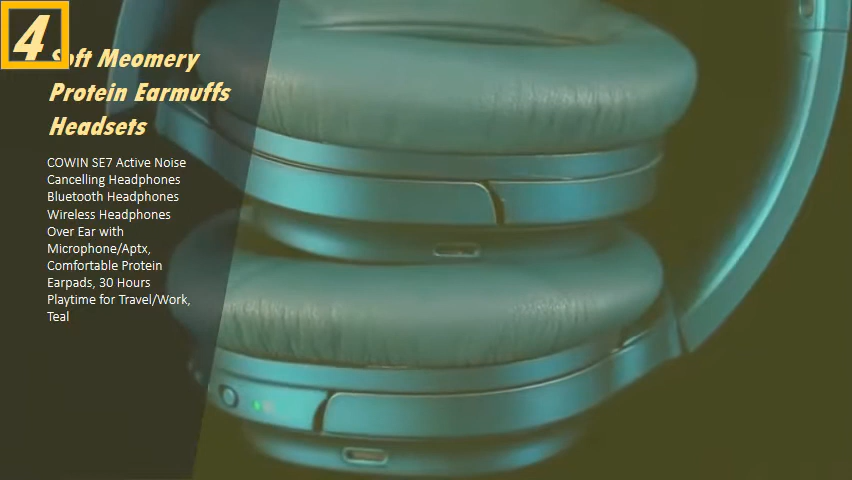 4
Soft Meomery
Protein Earmuffs
Headsets
COWIN SE7 Active Noise
Cancelling Headphones
Bluetooth Headphones
Wireless Headphones
Over Ear with
Microphone/Aptx,
Comfortable Protein
Earpads, 30 Hours
Playtime for Travel/Work,
Teal